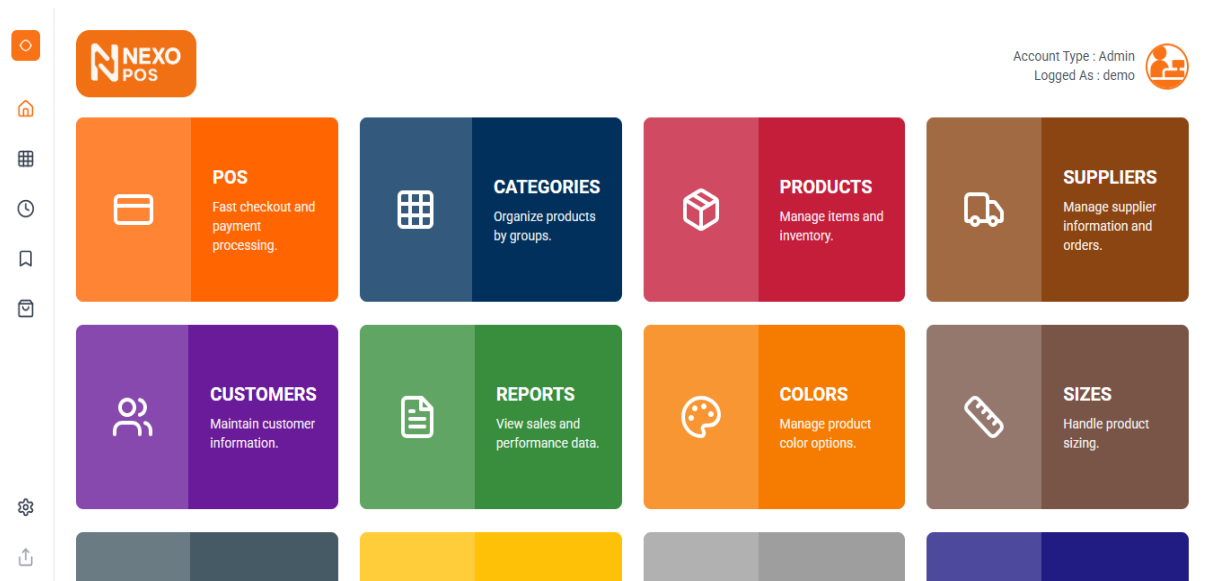 NEXO
POS
Account Type : Admin
Logged As : demo
POS
Fast checkout and
payment
processing.
CATEGORIES
Organize products
by groups.
PRODUCTS
Manage items and
inventory.
SUPPLIERS
Manage supplier
information and
orders.
CUSTOMERS
Maintain customer
information.
REPORTS
View sales and
performance data.
COLORS
Manage product
color options.
SIZES
Handle product
sizing.